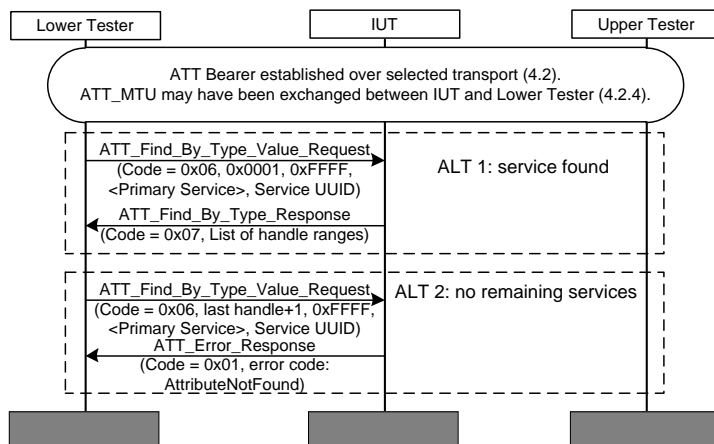 Lower Tester
IUT
Upper Tester
ATT Bearer established over selected transport (4.2).
ATT_MTU may have been exchanged between IUT and Lower Tester (4.2.4).
ATT_Find_By_Type_Value_Request
(Code = 0x06, 0x0001, 0xFFFF,
<Primary Service>, Service UUID)
ALT 1: service found
ATT_Find_By_Type_Response
(Code = 0x07, List of handle ranges)
ATT_Find_By_Type_Value_Request
(Code = 0x06, last handle+1, 0xFFFF,
<Primary Service>, Service UUID)
ALT 2: no remaining services
ATT_Error_Response
(Code = 0x01, error code:
AttributeNotFound)